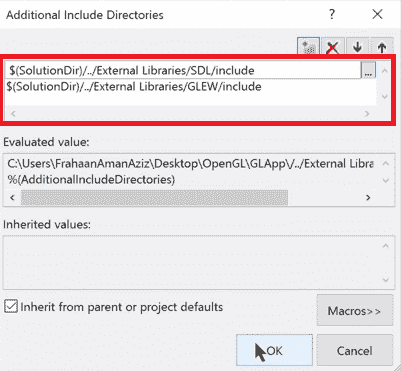 Additional Include Directories
?
$(SolutionDir)/../External Libraries/SDL/include
...
$(SolutionDir)/../External Libraries/GLEW/include
Evaluated value:
C:\Users\FrahaanAmanAziz\Desktop\OpenGL\GLApp\/../External Libra
%(AdditionalIncludeDirectories)
Inherited values:
Inherit from parent or project defaults
Macros>>
OK
Cancel